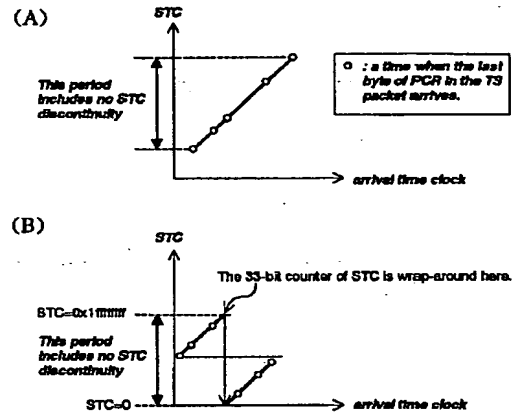 (A)
STC
This period
includes no STC
discontinuity
o : a time when the last
byte of PCR in the TS
packet arrives.
arrival time clock
(B)
STC
The 33-bit counter of STC is wrap-around here.
STC=0x1ffffffff
This period
includes no STC
discontinuity
STC=0
arrival time clock